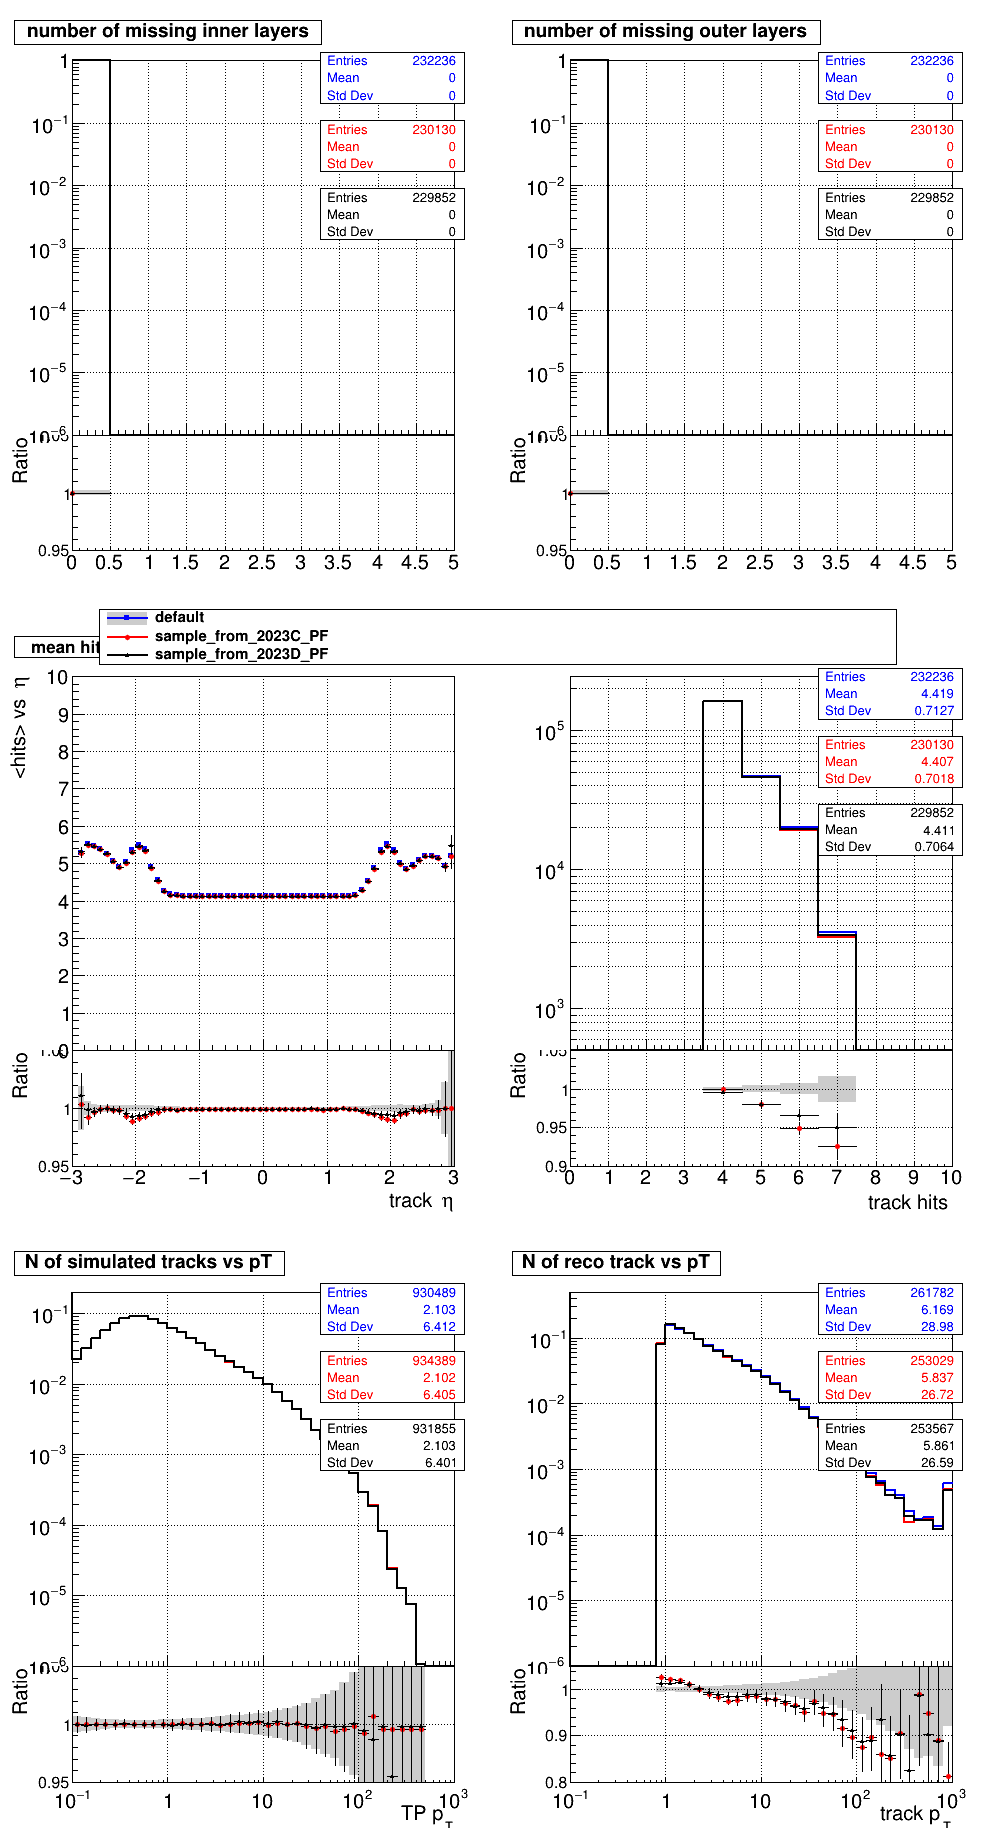 number of missing inner layers
Entries 232236
Mean 0
Std Dev 0
Entries 230130
Mean 0
Std Dev 0
Entries 229852
Mean 0
Std Dev 0
1
10^-1
10^-2
10^-3
10^-4
10^-5
10^-6
Ratio
1
0.95
0 0.5 1 1.5 2 2.5 3 3.5 4 4.5 5
number of missing outer layers
Entries 232236
Mean 0
Std Dev 0
Entries 230130
Mean 0
Std Dev 0
Entries 229852
Mean 0
Std Dev 0
1
10^-1
10^-2
10^-3
10^-4
10^-5
10^-6
Ratio
1
0.95
0 0.5 1 1.5 2 2.5 3 3.5 4 4.5 5
default
sample_from_2023C_PF
sample_from_2023D_PF
mean hit
<hits> vs η
10
9
8
7
6
5
4
3
2
1
0
Ratio
1
0.95
−3 −2 −1 0 1 2 3
track η
Entries 232236
Mean 4.419
Std Dev 0.7127
Entries 230130
Mean 4.407
Std Dev 0.7018
Entries 229852
Mean 4.411
Std Dev 0.7064
10^5
10^4
10^3
Ratio
1.05
1
0.95
0.9
0 1 2 3 4 5 6 7 8 9 10
track hits
N of simulated tracks vs pT
Entries 930489
Mean 2.103
Std Dev 6.412
Entries 934389
Mean 2.102
Std Dev 6.405
Entries 931855
Mean 2.103
Std Dev 6.401
10^-1
10^-2
10^-3
10^-4
10^-5
10^-6
Ratio
1
0.95
10^-1 1 10 10^2 10^3
TP p_T
N of reco track vs pT
Entries 261782
Mean 6.169
Std Dev 28.98
Entries 253029
Mean 5.837
Std Dev 26.72
Entries 253567
Mean 5.861
Std Dev 26.59
10^-1
10^-2
10^-3
10^-4
10^-5
10^-6
Ratio
1
0.9
0.8
10^-1 1 10 10^2 10^3
track p_T